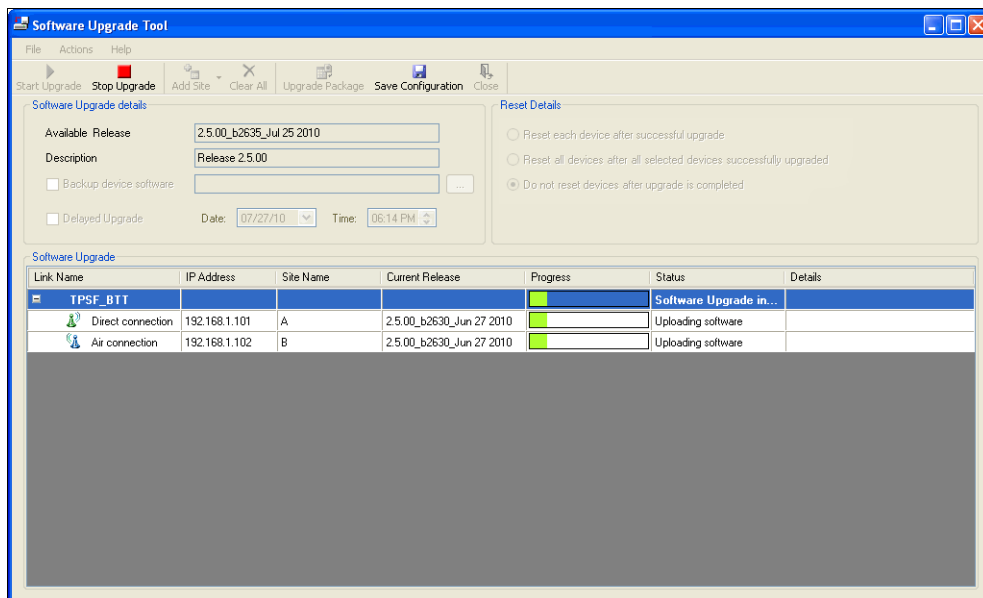 Software Upgrade Tool
File Actions Help
Start Upgrade Stop Upgrade Add Site Clear All Upgrade Package Save Configuration Close
Software Upgrade details
Available Release 2.5.00_b2635_Jul 25 2010
Description Release 2.5.00
Backup device software ...
Delayed Upgrade Date: 07/27/10 Time: 06:14 PM
Reset Details
Reset each device after successful upgrade
Reset all devices after all selected devices successfully upgraded
Do not reset devices after upgrade is completed
Software Upgrade
Link Name IP Address Site Name Current Release Progress Status Details
TPSF_BTT Software Upgrade in...
Direct connection 192.168.1.101 A 2.5.00_b2630_Jun 27 2010 Uploading software
Air connection 192.168.1.102 B 2.5.00_b2630_Jun 27 2010 Uploading software